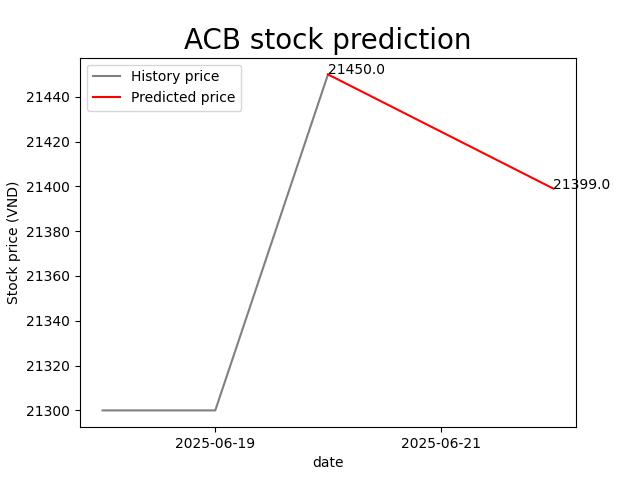 ACB stock prediction
History price
Predicted price
21450.0
21399.0
21440
21420
21400
21380
21360
21340
21320
21300
Stock price (VND)
2025-06-19
2025-06-21
date